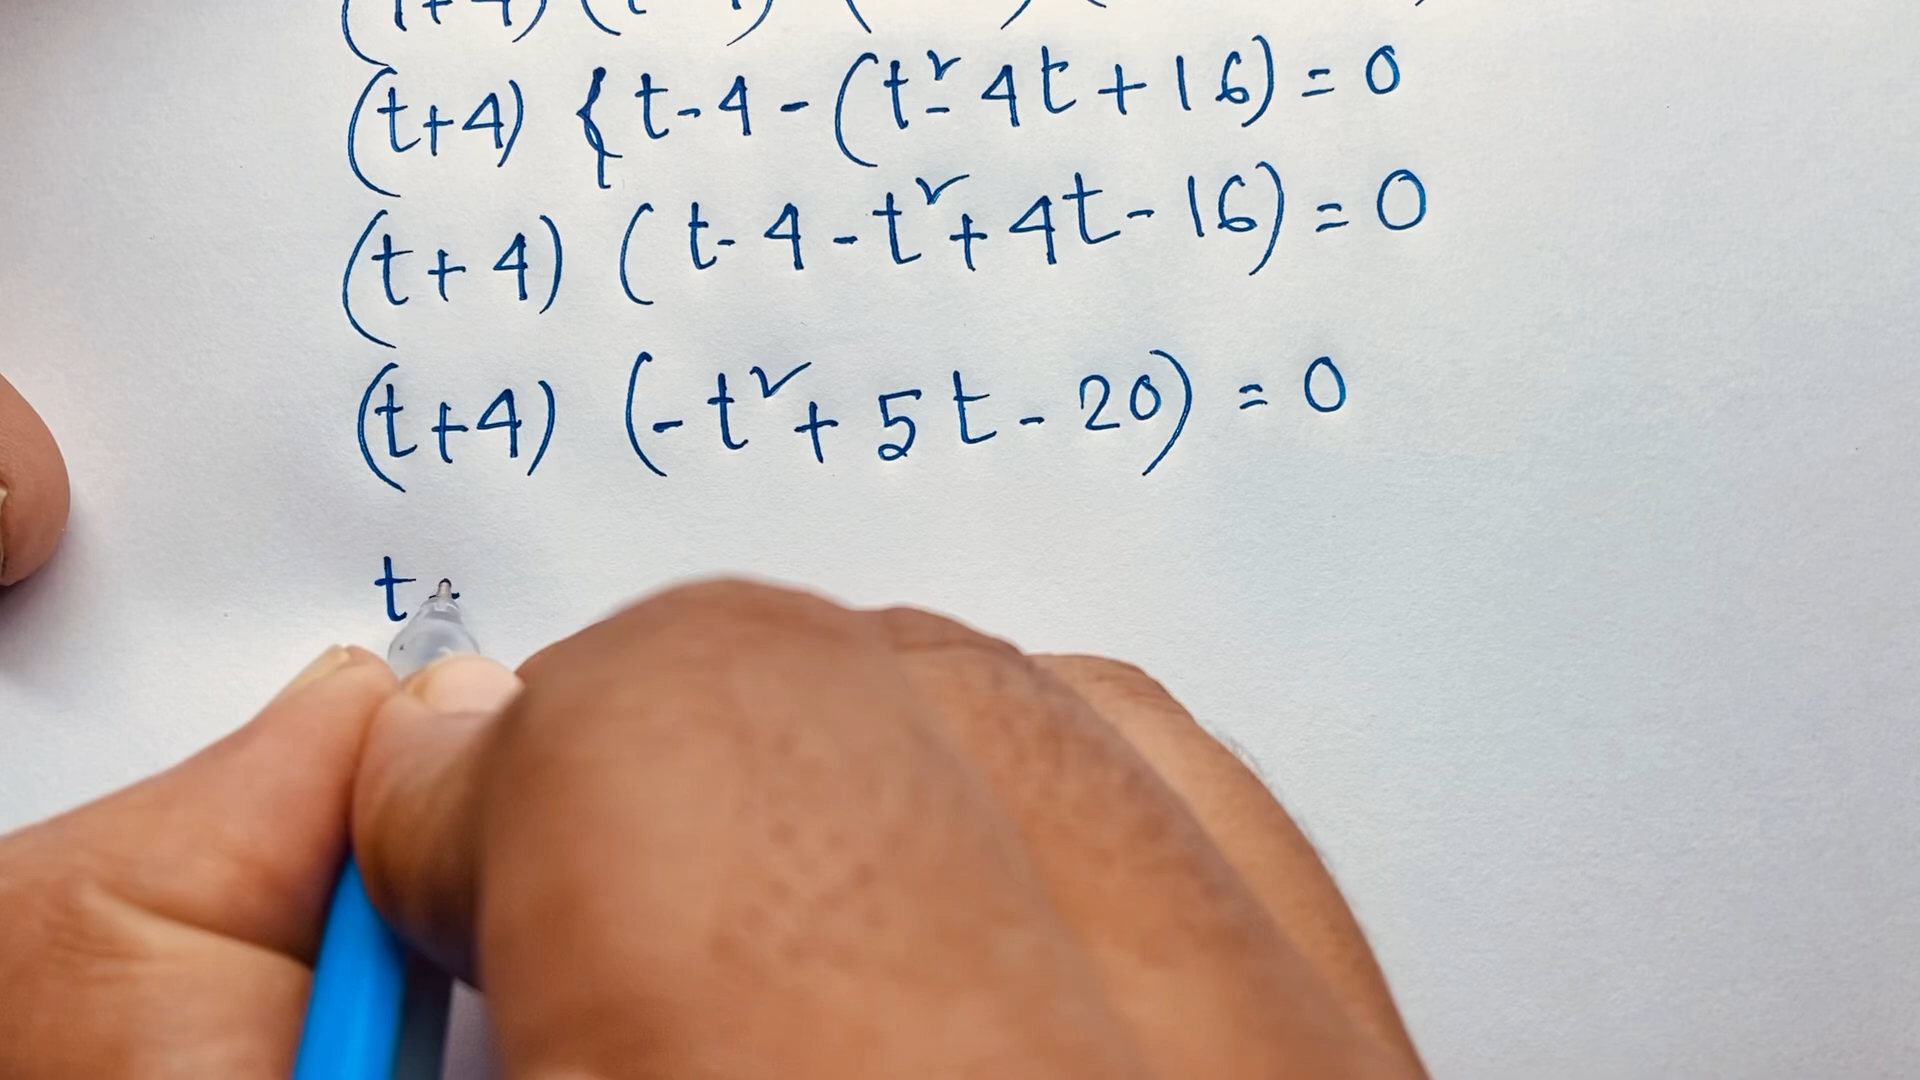 (t+4) {t-4-(t²-4t+16)=0
(t+4) (t-4-t²+4t-16)=0
(t+4) (-t²+5t-20)=0
t